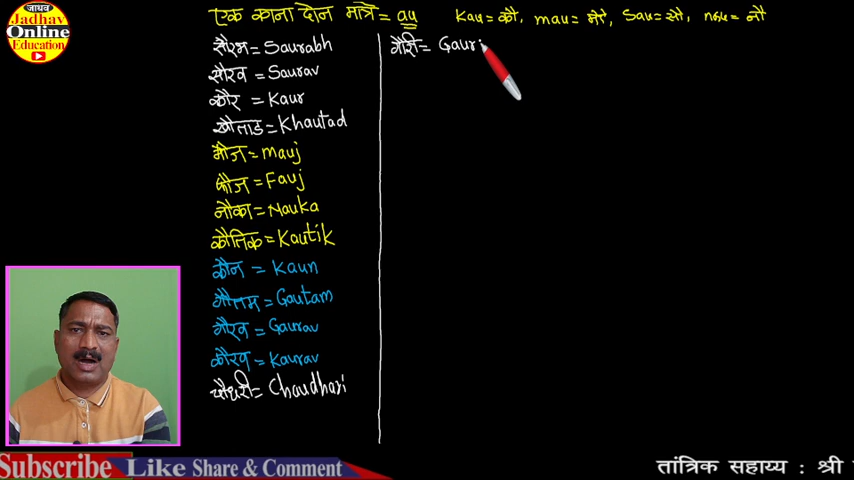 जाधव
Jadhav
Online
Education
एक काना दोन मात्रे = au
Kau = कौ, mau = मौ, Sau = सौ, nau = नौ
सौरभ = Saurabh
सौरव = Saurav
कौर = Kaur
खौताड = Khautad
मौज = mauj
फौज = Fauj
नौका = Nauka
कौतिक = Kautik
कौन = Kaun
गौतम = Gautam
गौरव = Gaurav
कौरव = Kaurav
चौधरी = Chaudhari
गौरी = Gauri
Subscribe Like Share & Comment
तांत्रिक सहाय्य : श्री